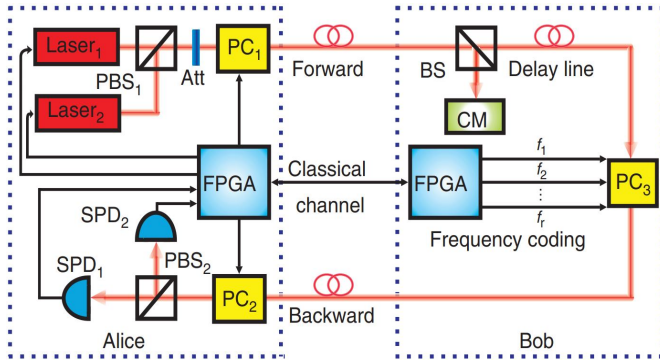 Laser1
PBS1
Att
PC1
Forward
BS
Delay line
Laser2
CM
FPGA
Classical
channel
FPGA
f1
f2
⋮
fr
PC3
Frequency coding
SPD2
SPD1
PBS2
PC2
Backward
Alice
Bob